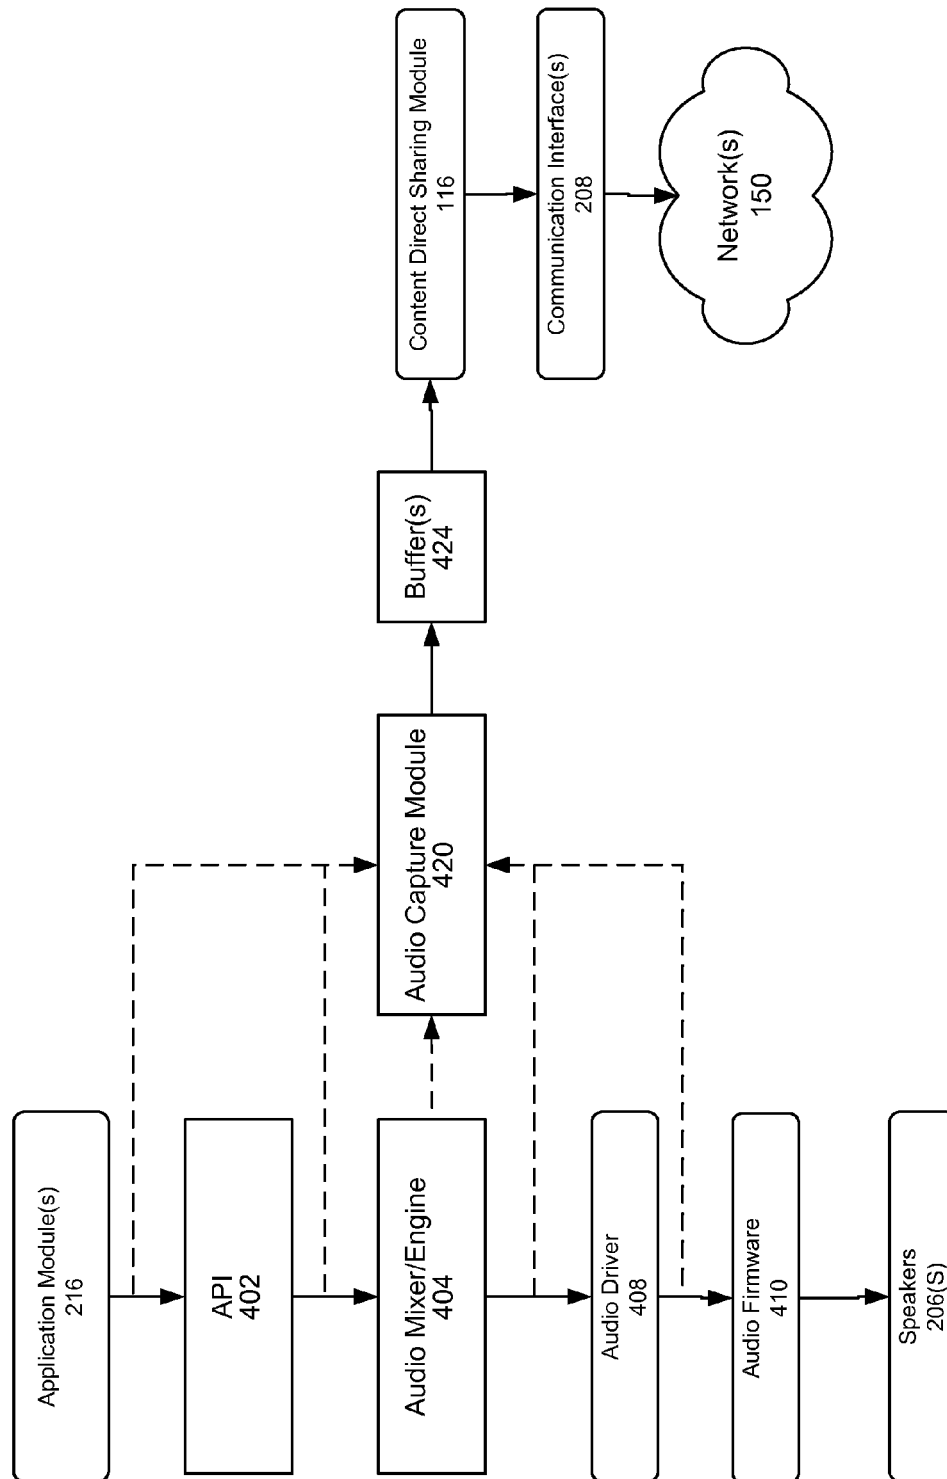 Application Module(s)
216
API
402
Audio Mixer/Engine
404
Audio Driver
408
Audio Firmware
410
Speakers
206(S)
Audio Capture Module
420
Buffer(s)
424
Content Direct Sharing Module
116
Communication Interface(s)
208
Network(s)
150